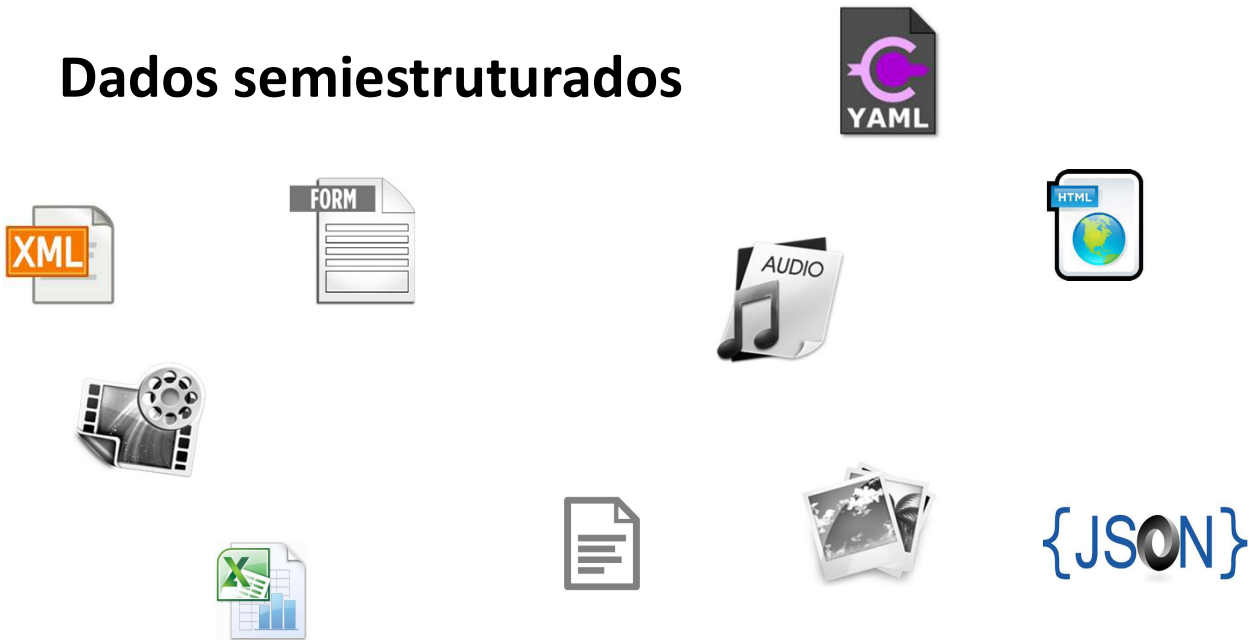 Dados semiestruturados
YAML
FORM
HTML
XML
AUDIO
X
{JSON}